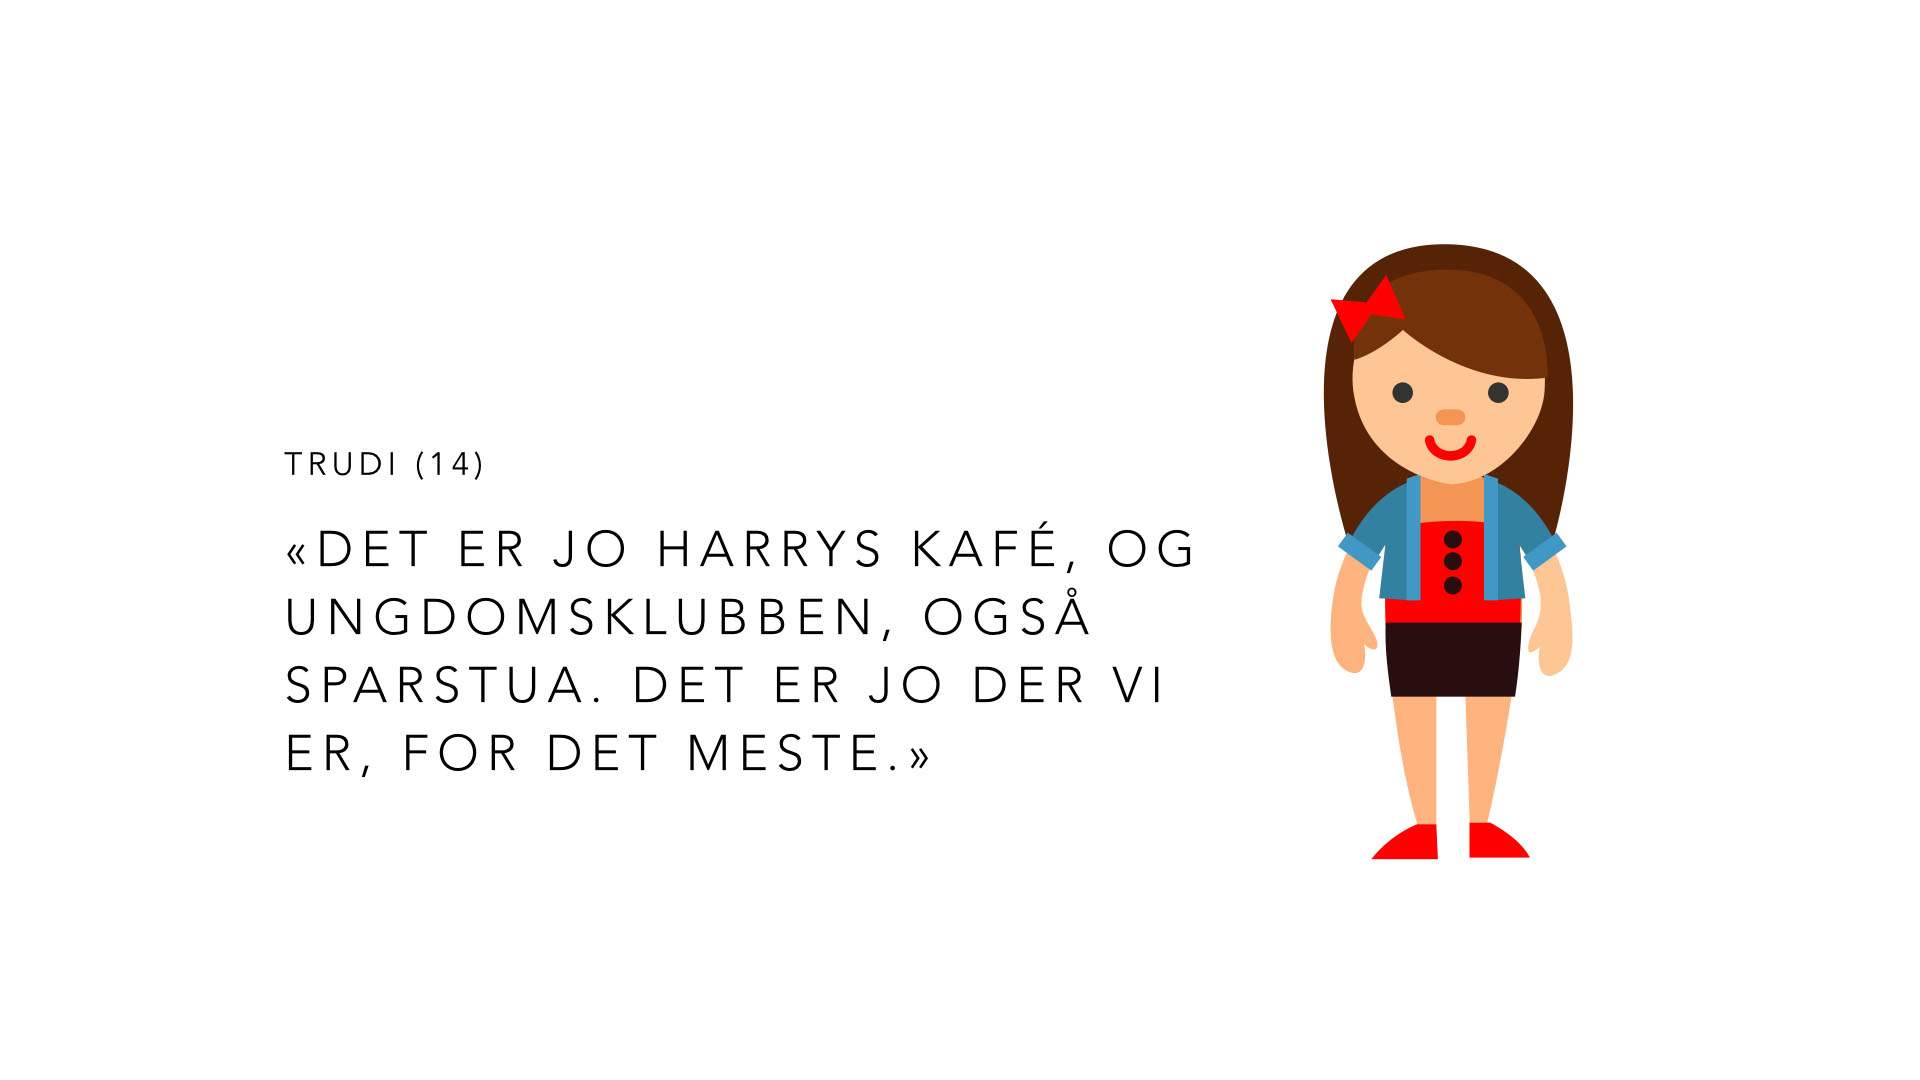 TRUDI (14)
«DET ER JO HARRYS KAFÉ, OG
UNGDOMSKLUBBEN, OGSÅ
SPARSTUA. DET ER JO DER VI
ER, FOR DET MESTE.»